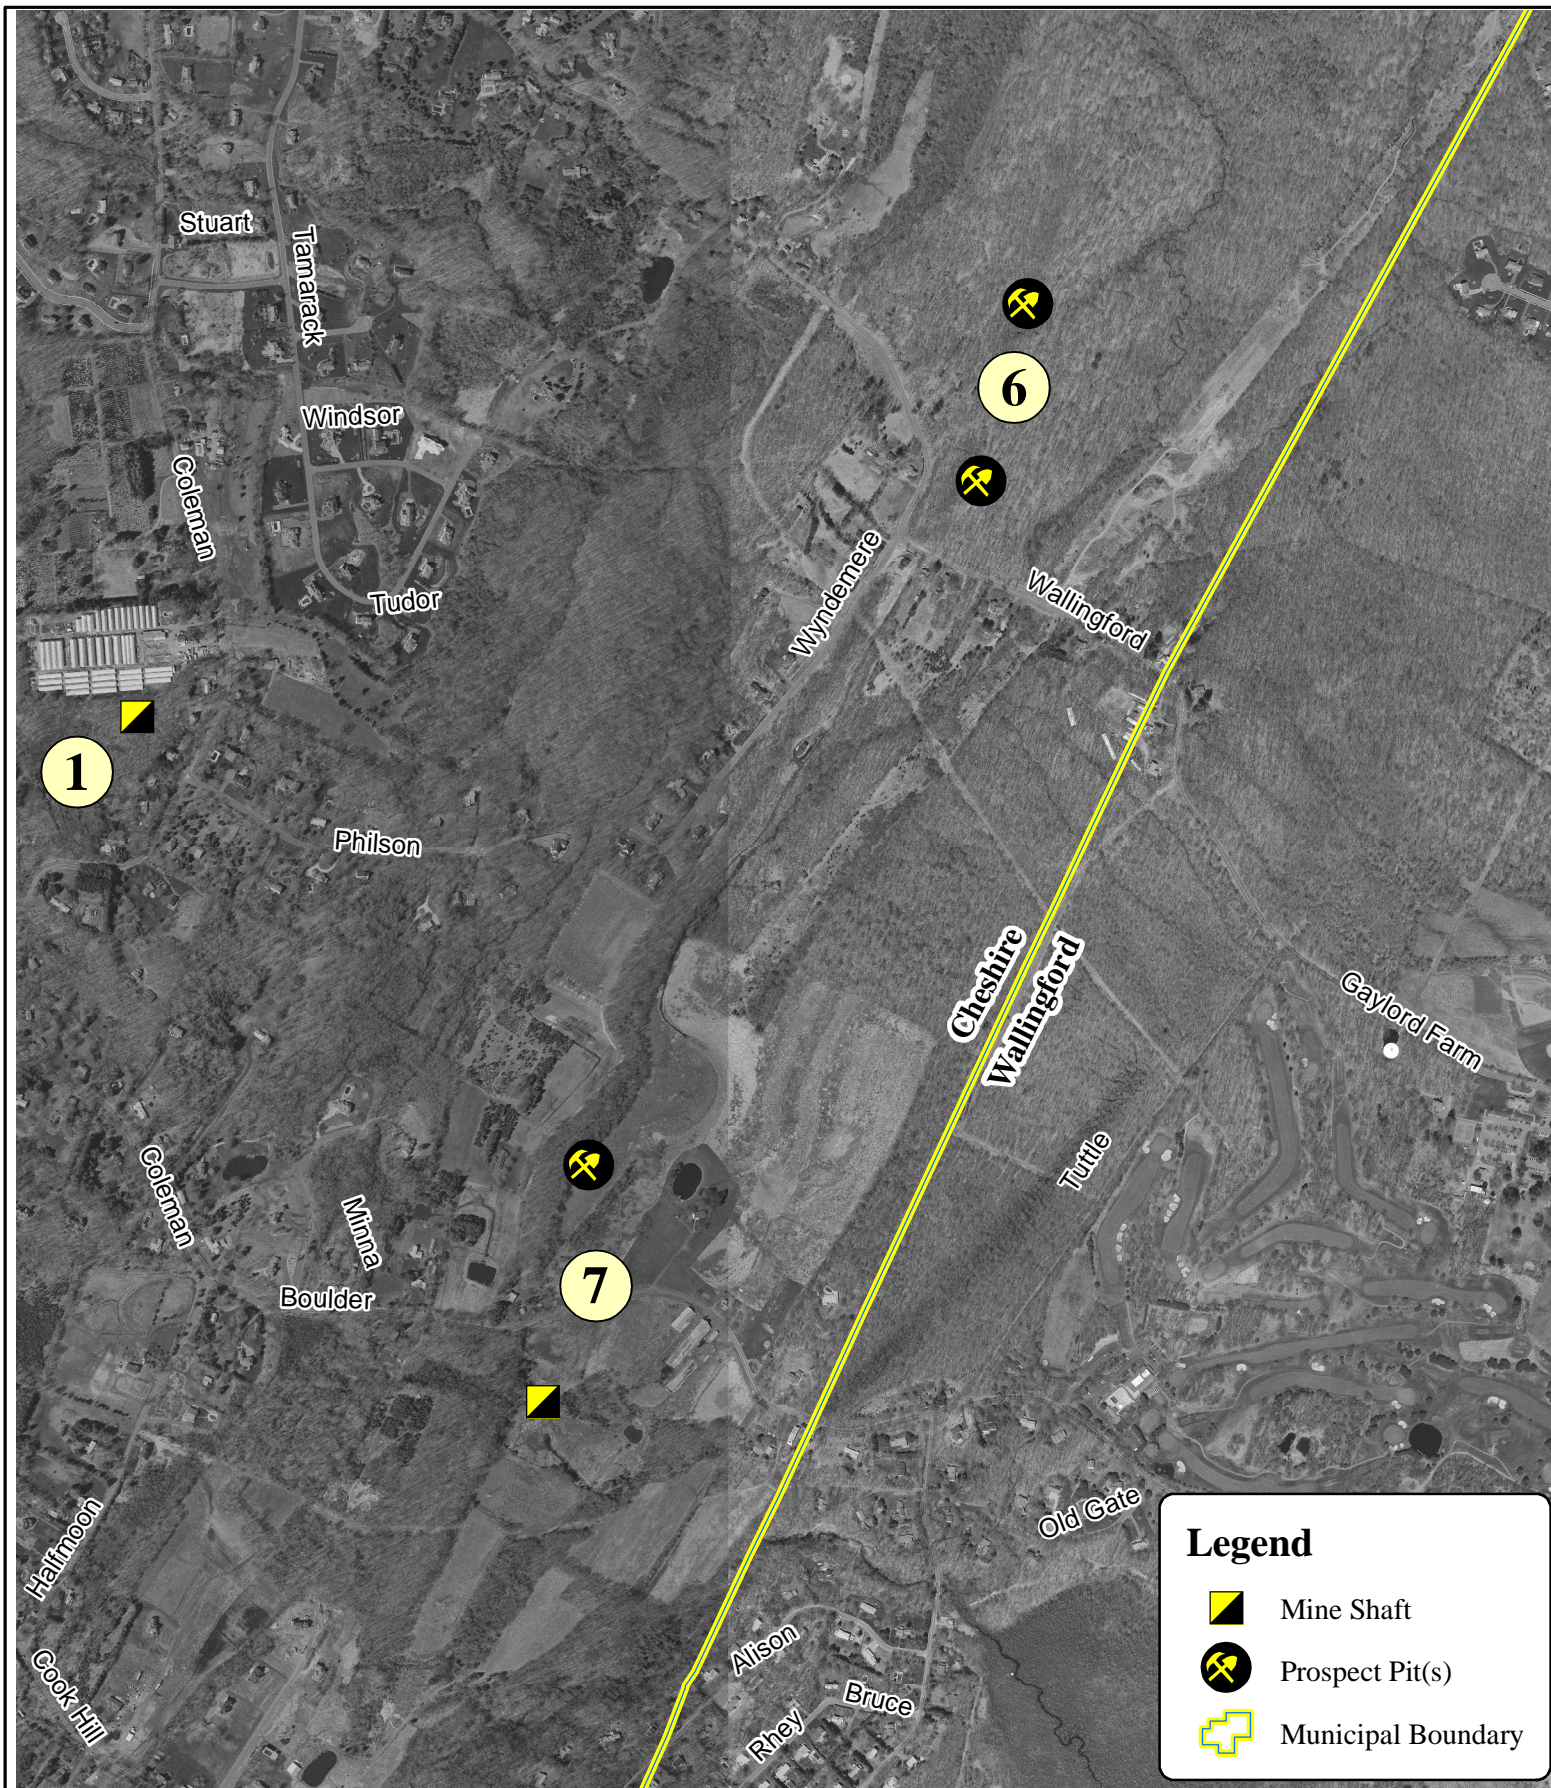 Stuart
Tamarack
6
Windsor
Coleman
Tudor
Wyndemere
Wallingford
1
Philson
Cheshire
Wallingford
Gaylord Farm
Tuttle
Coleman
Minna
7
Boulder
Old Gate
Halfmoon
Alison
Cook Hill
Bruce
Rhey
Legend
Mine Shaft
Prospect Pit(s)
Municipal Boundary